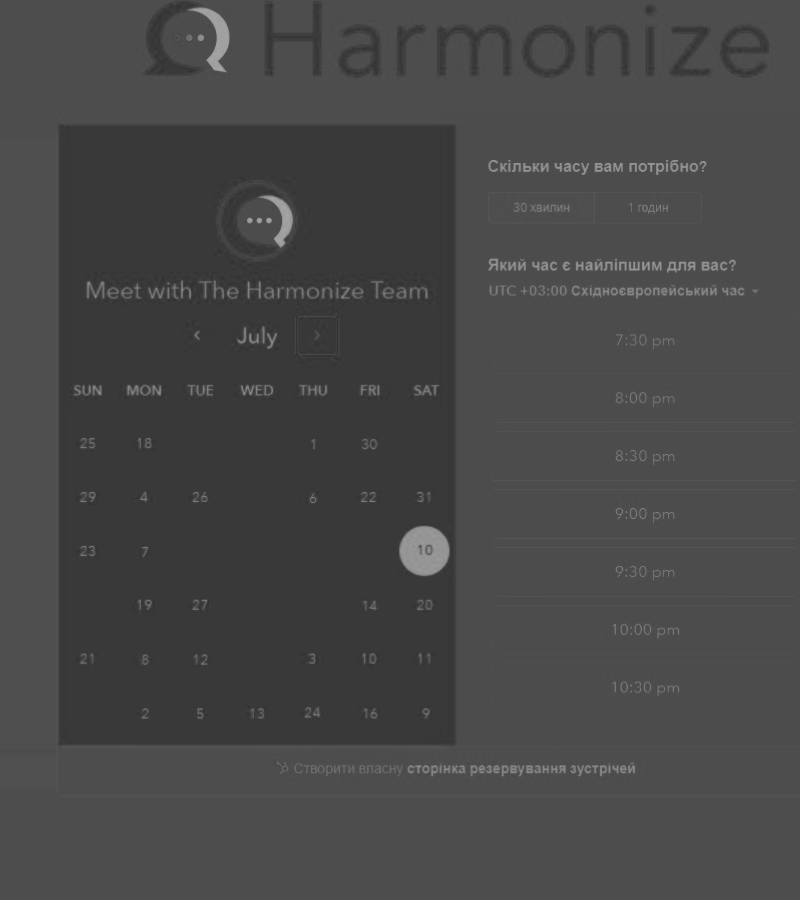 Harmonize
Meet with The Harmonize Team
July
SUN MON TUE WED THU FRI SAT
25 18 1 30
29 4 26 6 22 31
23 7 10
19 27 14 20
21 8 12 3 10 11
2 5 13 24 16 9
Скільки часу вам потрібно?
30 хвилин 1 годин
Який час є найліпшим для вас?
UTC +03:00 Східноєвропейський час
7:30 pm
8:00 pm
8:30 pm
9:00 pm
9:30 pm
10:00 pm
10:30 pm
Створити власну сторінка резервування зустрічей